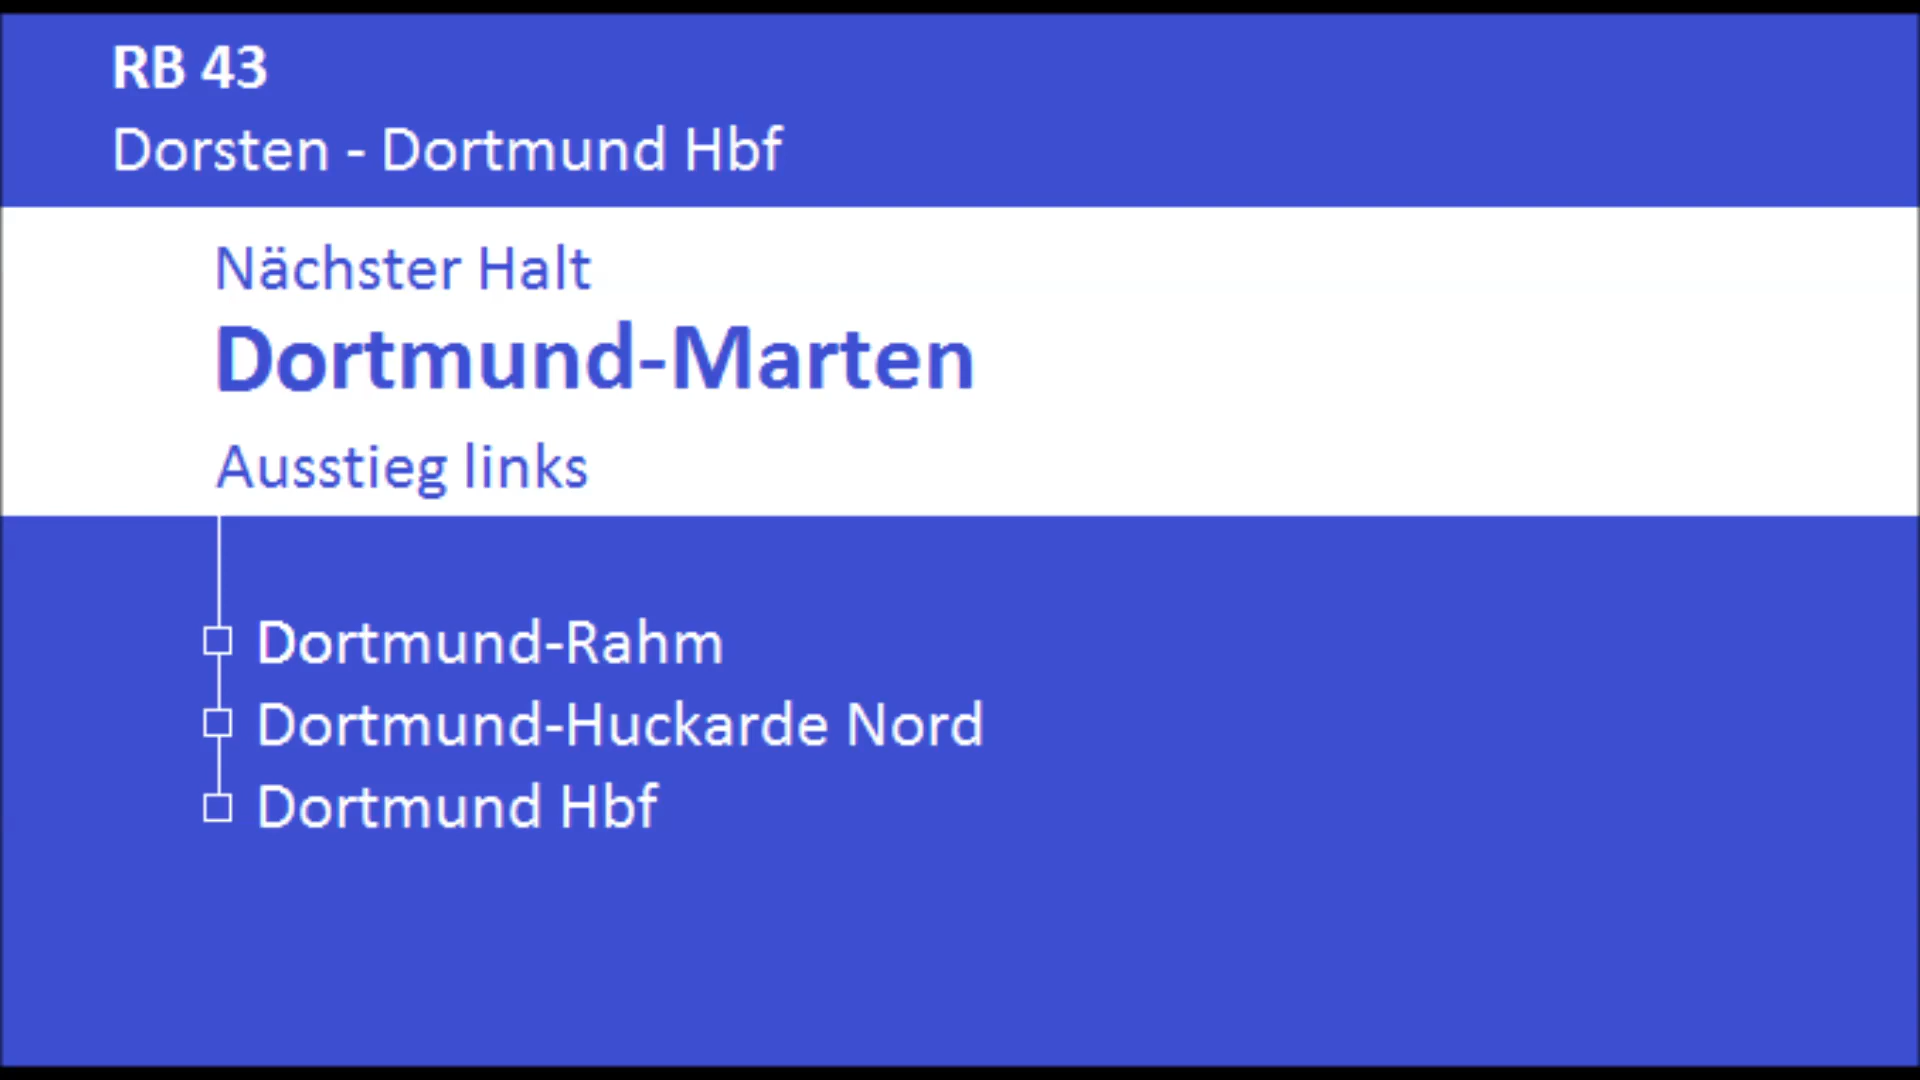 RB 43
Dorsten - Dortmund Hbf
Nächster Halt
Dortmund-Marten
Ausstieg links
Dortmund-Rahm
Dortmund-Huckarde Nord
Dortmund Hbf